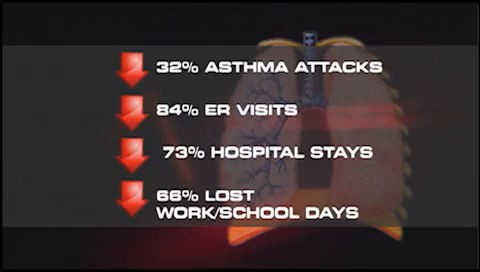 32% ASTHMA ATTACKS
84% ER VISITS
73% HOSPITAL STAYS
66% LOST
WORK/SCHOOL DAYS